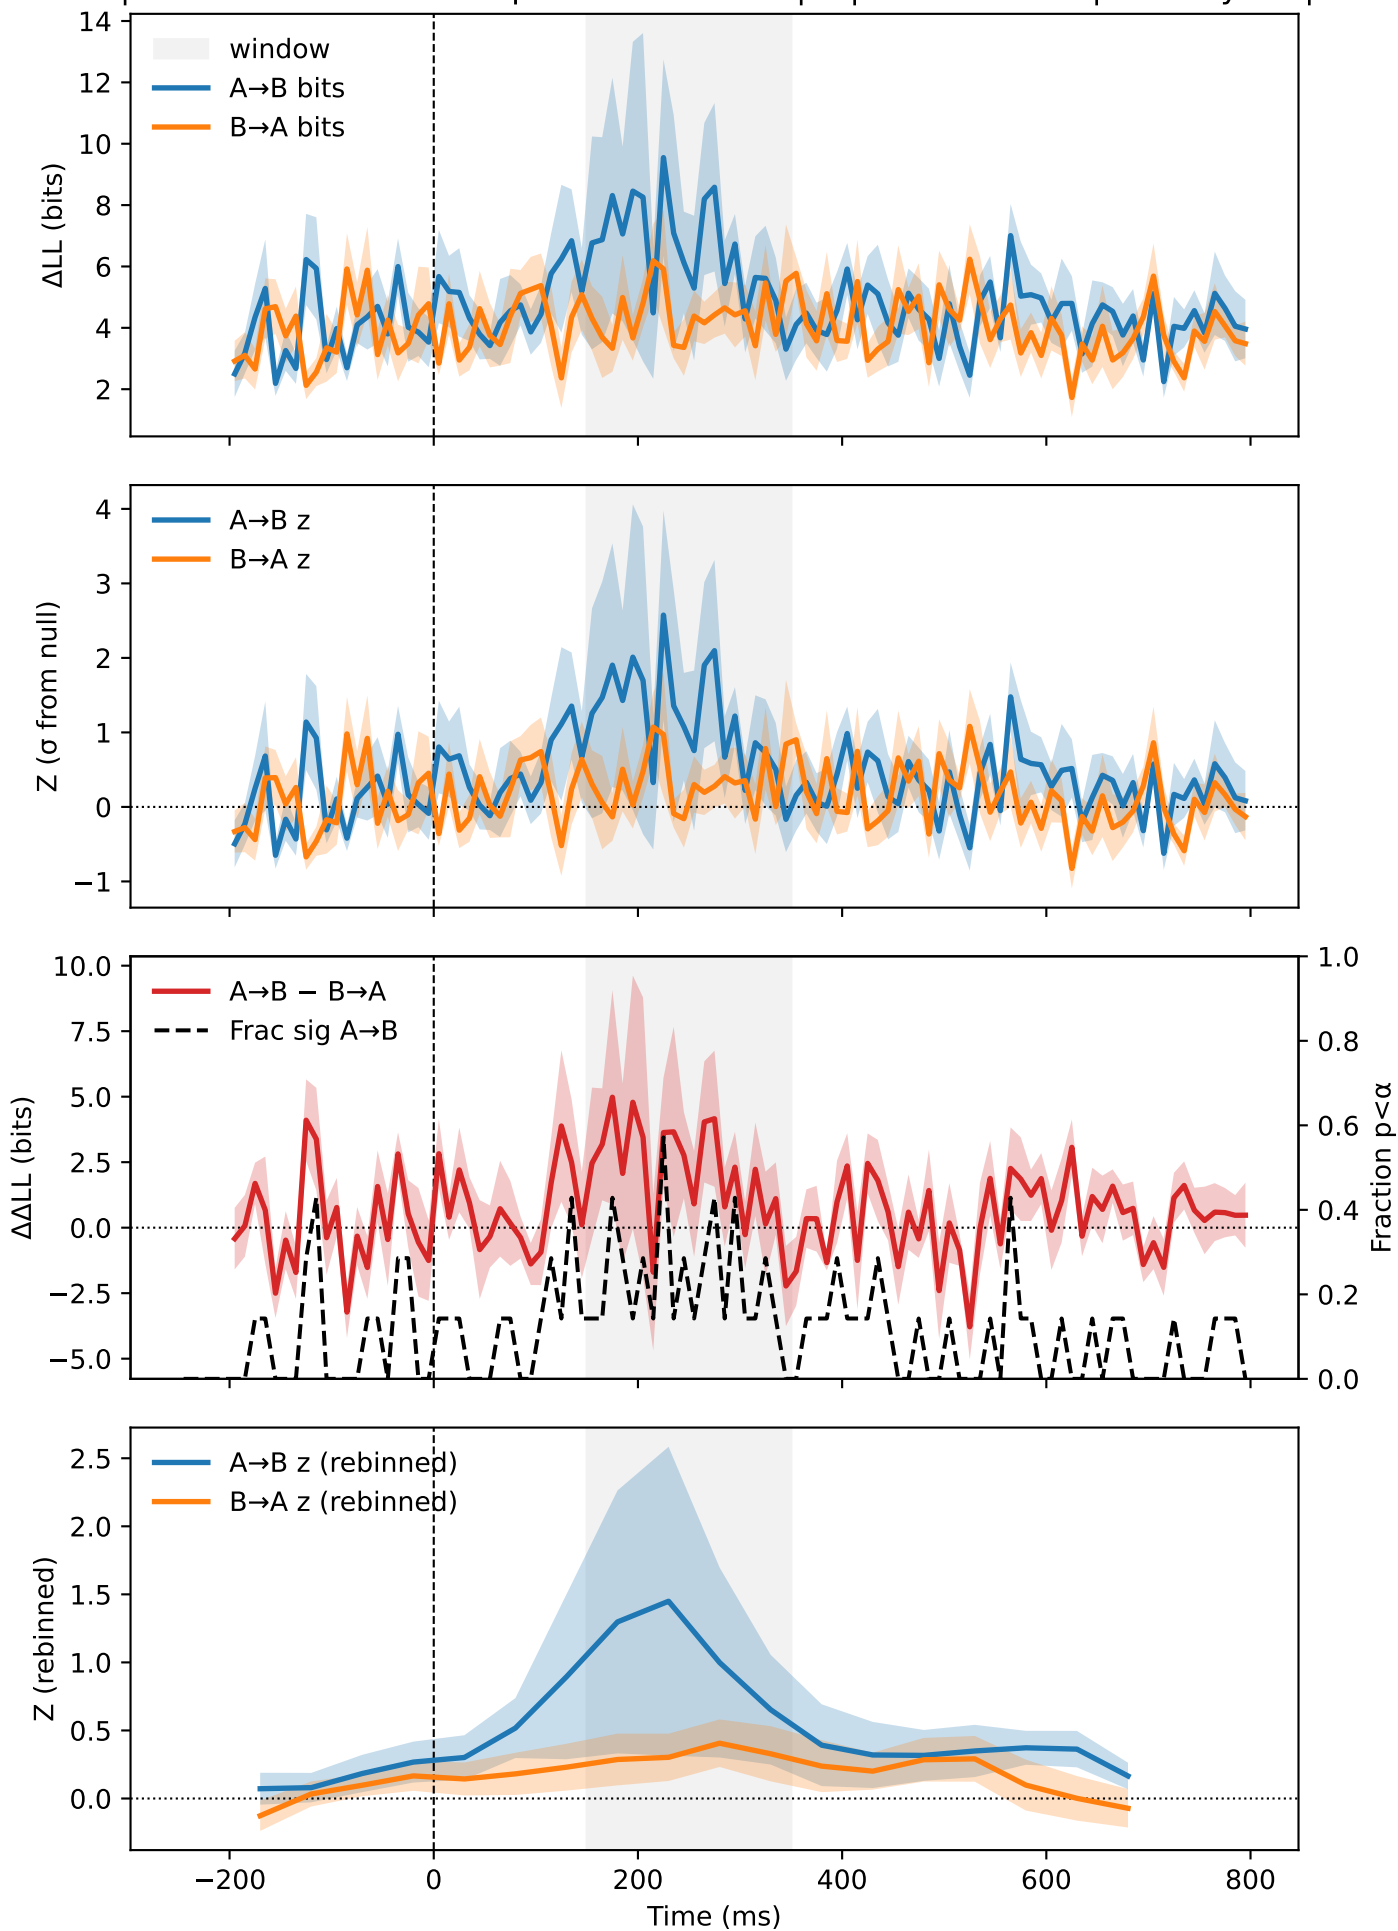 14
12
10
8
6
4
2
ΔLL (bits)
window
A→B bits
B→A bits
4
3
2
1
0
−1
Z (σ from null)
A→B z
B→A z
10.0
7.5
5.0
2.5
0.0
−2.5
−5.0
ΔΔLL (bits)
A→B − B→A
Frac sig A→B
1.0
0.8
0.6
0.4
0.2
0.0
Fraction p<α
2.5
2.0
1.5
1.0
0.5
0.0
Z (rebinned)
A→B z (rebinned)
B→A z (rebinned)
−200 0 200 400 600 800
Time (ms)